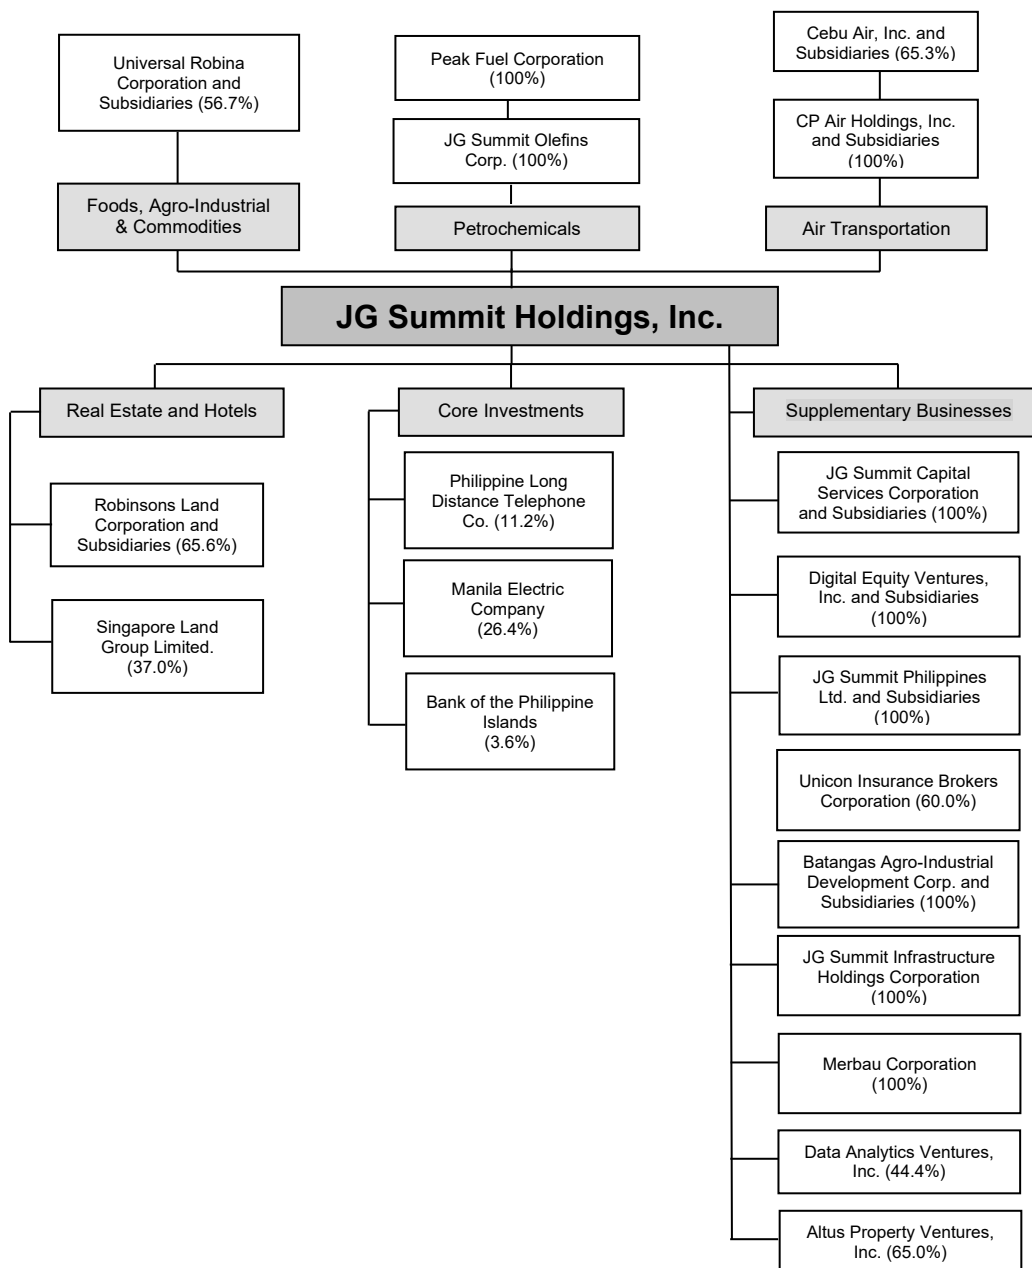 Universal Robina
Corporation and
Subsidiaries (56.7%)
Peak Fuel Corporation
(100%)
Cebu Air, Inc. and
Subsidiaries (65.3%)
JG Summit Olefins
Corp. (100%)
CP Air Holdings, Inc.
and Subsidiaries
(100%)
Foods, Agro-Industrial
& Commodities
Petrochemicals
Air Transportation
JG Summit Holdings, Inc.
Real Estate and Hotels
Robinsons Land
Corporation and
Subsidiaries (65.6%)
Singapore Land
Group Limited.
(37.0%)
Core Investments
Philippine Long
Distance Telephone
Co. (11.2%)
Manila Electric
Company
(26.4%)
Bank of the Philippine
Islands
(3.6%)
Supplementary Businesses
JG Summit Capital
Services Corporation
and Subsidiaries (100%)
Digital Equity Ventures,
Inc. and Subsidiaries
(100%)
JG Summit Philippines
Ltd. and Subsidiaries
(100%)
Unicon Insurance Brokers
Corporation (60.0%)
Batangas Agro-Industrial
Development Corp. and
Subsidiaries (100%)
JG Summit Infrastructure
Holdings Corporation
(100%)
Merbau Corporation
(100%)
Data Analytics Ventures,
Inc. (44.4%)
Altus Property Ventures,
Inc. (65.0%)